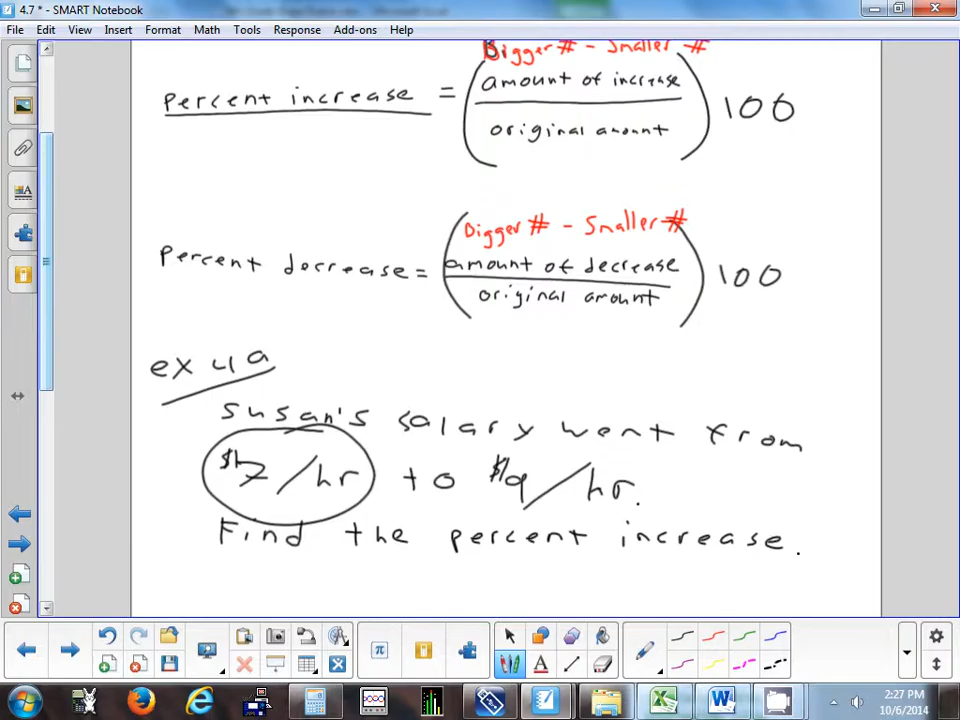 4.7 * - SMART Notebook
File Edit View Insert Format Math Tools Response Add-ons Help
Bigger # - Smaller #
percent increase = ( amount of increase / original amount ) 100
Bigger # - Smaller #
Percent decrease = ( amount of decrease / original amount ) 100
ex 4a
Susan's salary went from
$7/hr to $9/hr.
Find the percent increase.
2:27 PM
10/6/2014